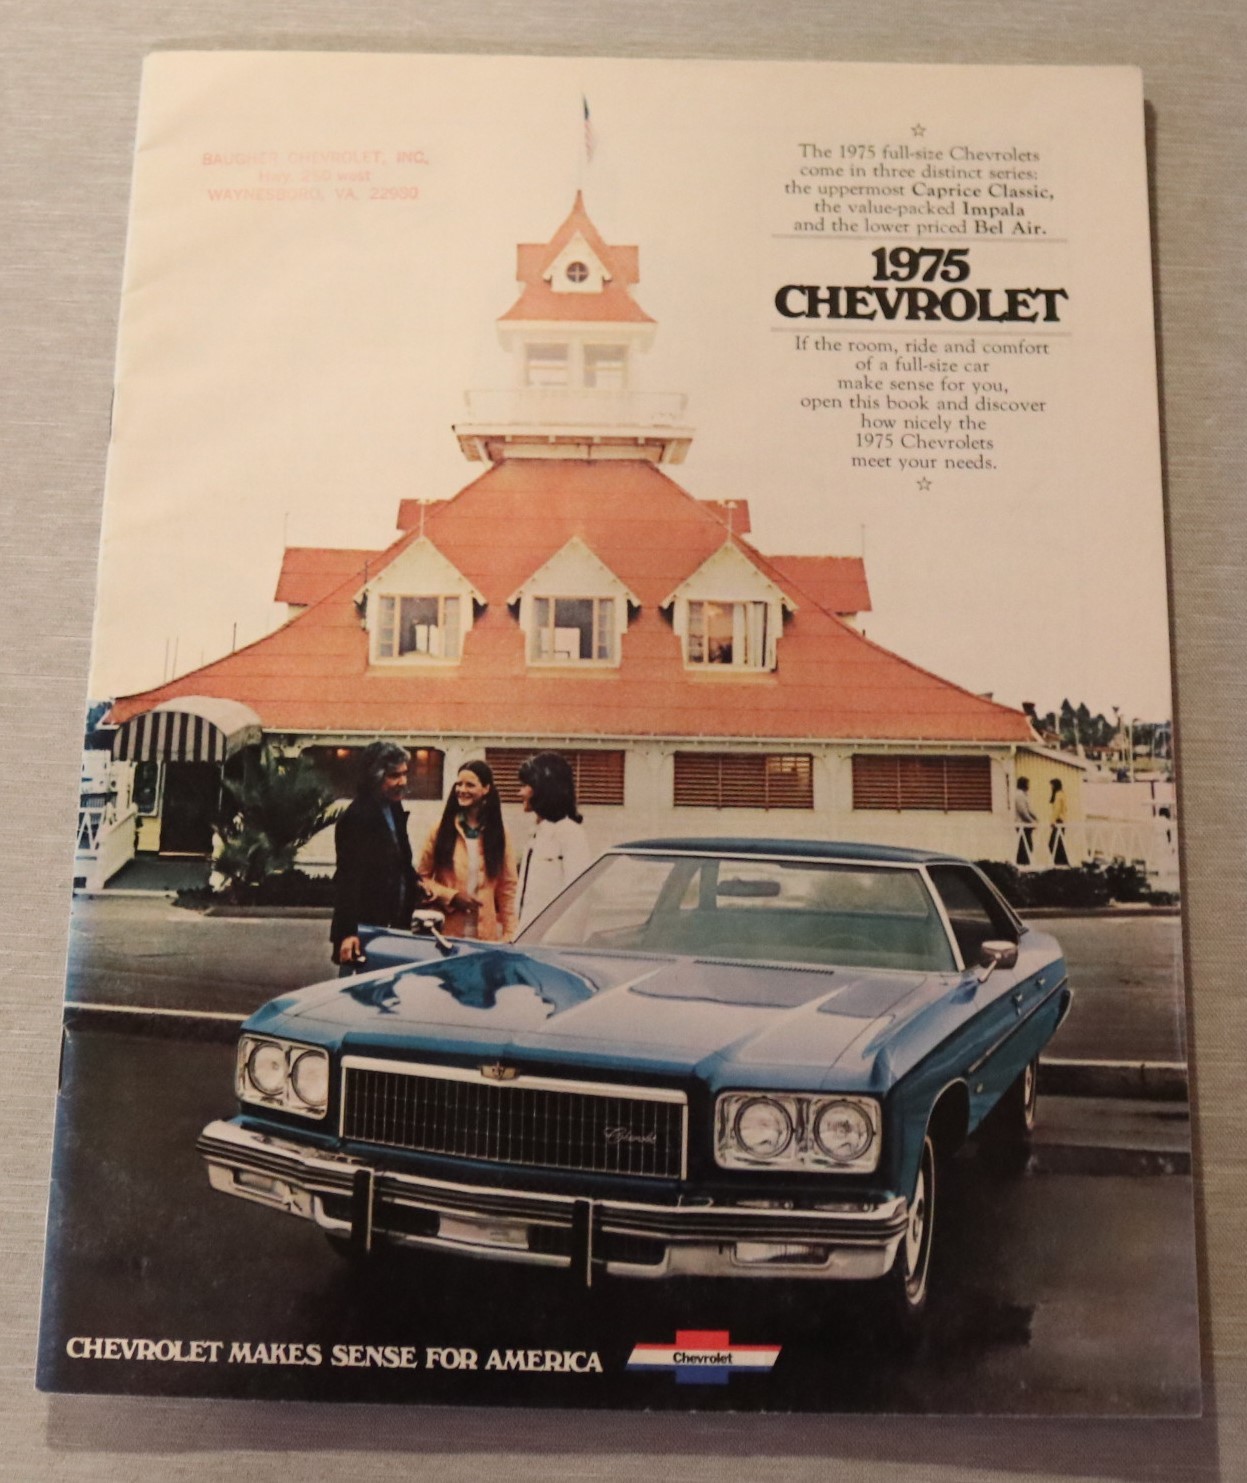 BAUGHER CHEVROLET, INC.
Hwy. 250 west
WAYNESBORO, VA. 22980
☆
The 1975 full-size Chevrolets
come in three distinct series:
the uppermost Caprice Classic,
the value-packed Impala
and the lower priced Bel Air.
1975
CHEVROLET
If the room, ride and comfort
of a full-size car
make sense for you,
open this book and discover
how nicely the
1975 Chevrolets
meet your needs.
☆
Chevrolet
CHEVROLET MAKES SENSE FOR AMERICA
Chevrolet